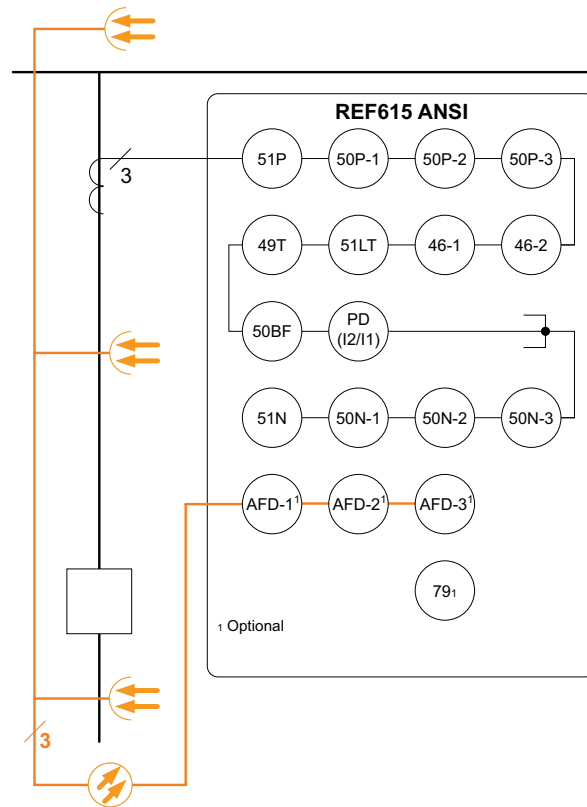 REF615 ANSI
3
51P 50P-1 50P-2 50P-3
49T 51LT 46-1 46-2
50BF PD (I2/I1)
51N 50N-1 50N-2 50N-3
AFD-1¹ AFD-2¹ AFD-3¹
79₁
₁ Optional
3